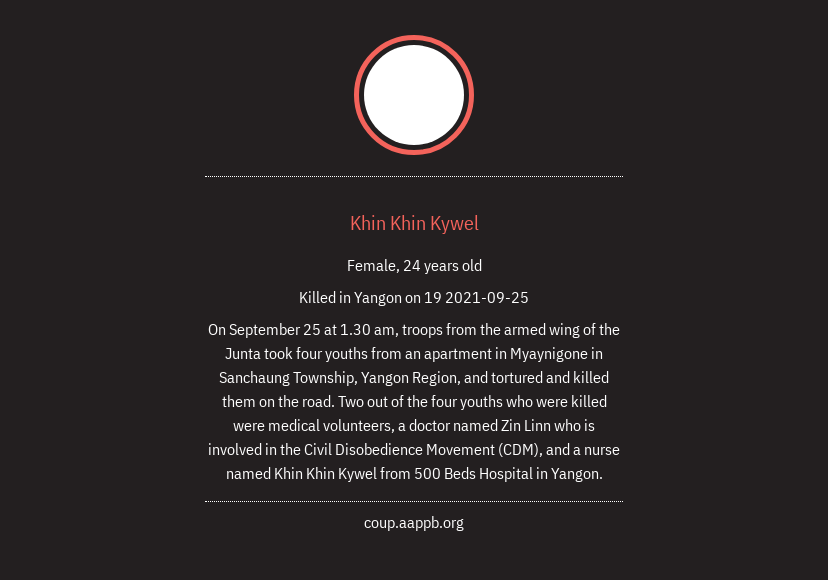 Khin Khin Kywel
Female, 24 years old
Killed in Yangon on 19 2021-09-25
On September 25 at 1.30 am, troops from the armed wing of the
Junta took four youths from an apartment in Myaynigone in
Sanchaung Township, Yangon Region, and tortured and killed
them on the road. Two out of the four youths who were killed
were medical volunteers, a doctor named Zin Linn who is
involved in the Civil Disobedience Movement (CDM), and a nurse
named Khin Khin Kywel from 500 Beds Hospital in Yangon.
coup.aappb.org